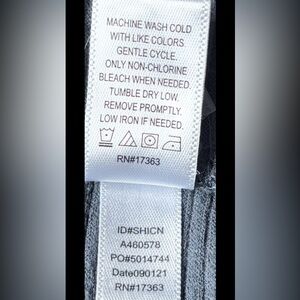 MACHINE WASH COLD
WITH LIKE COLORS.
GENTLE CYCLE.
ONLY NON-CHLORINE
BLEACH WHEN NEEDED.
TUMBLE DRY LOW.
REMOVE PROMPTLY.
LOW IRON IF NEEDED.
RN#17363
ID#SHICN
A460578
PO#5014744
Date090121
RN#17363